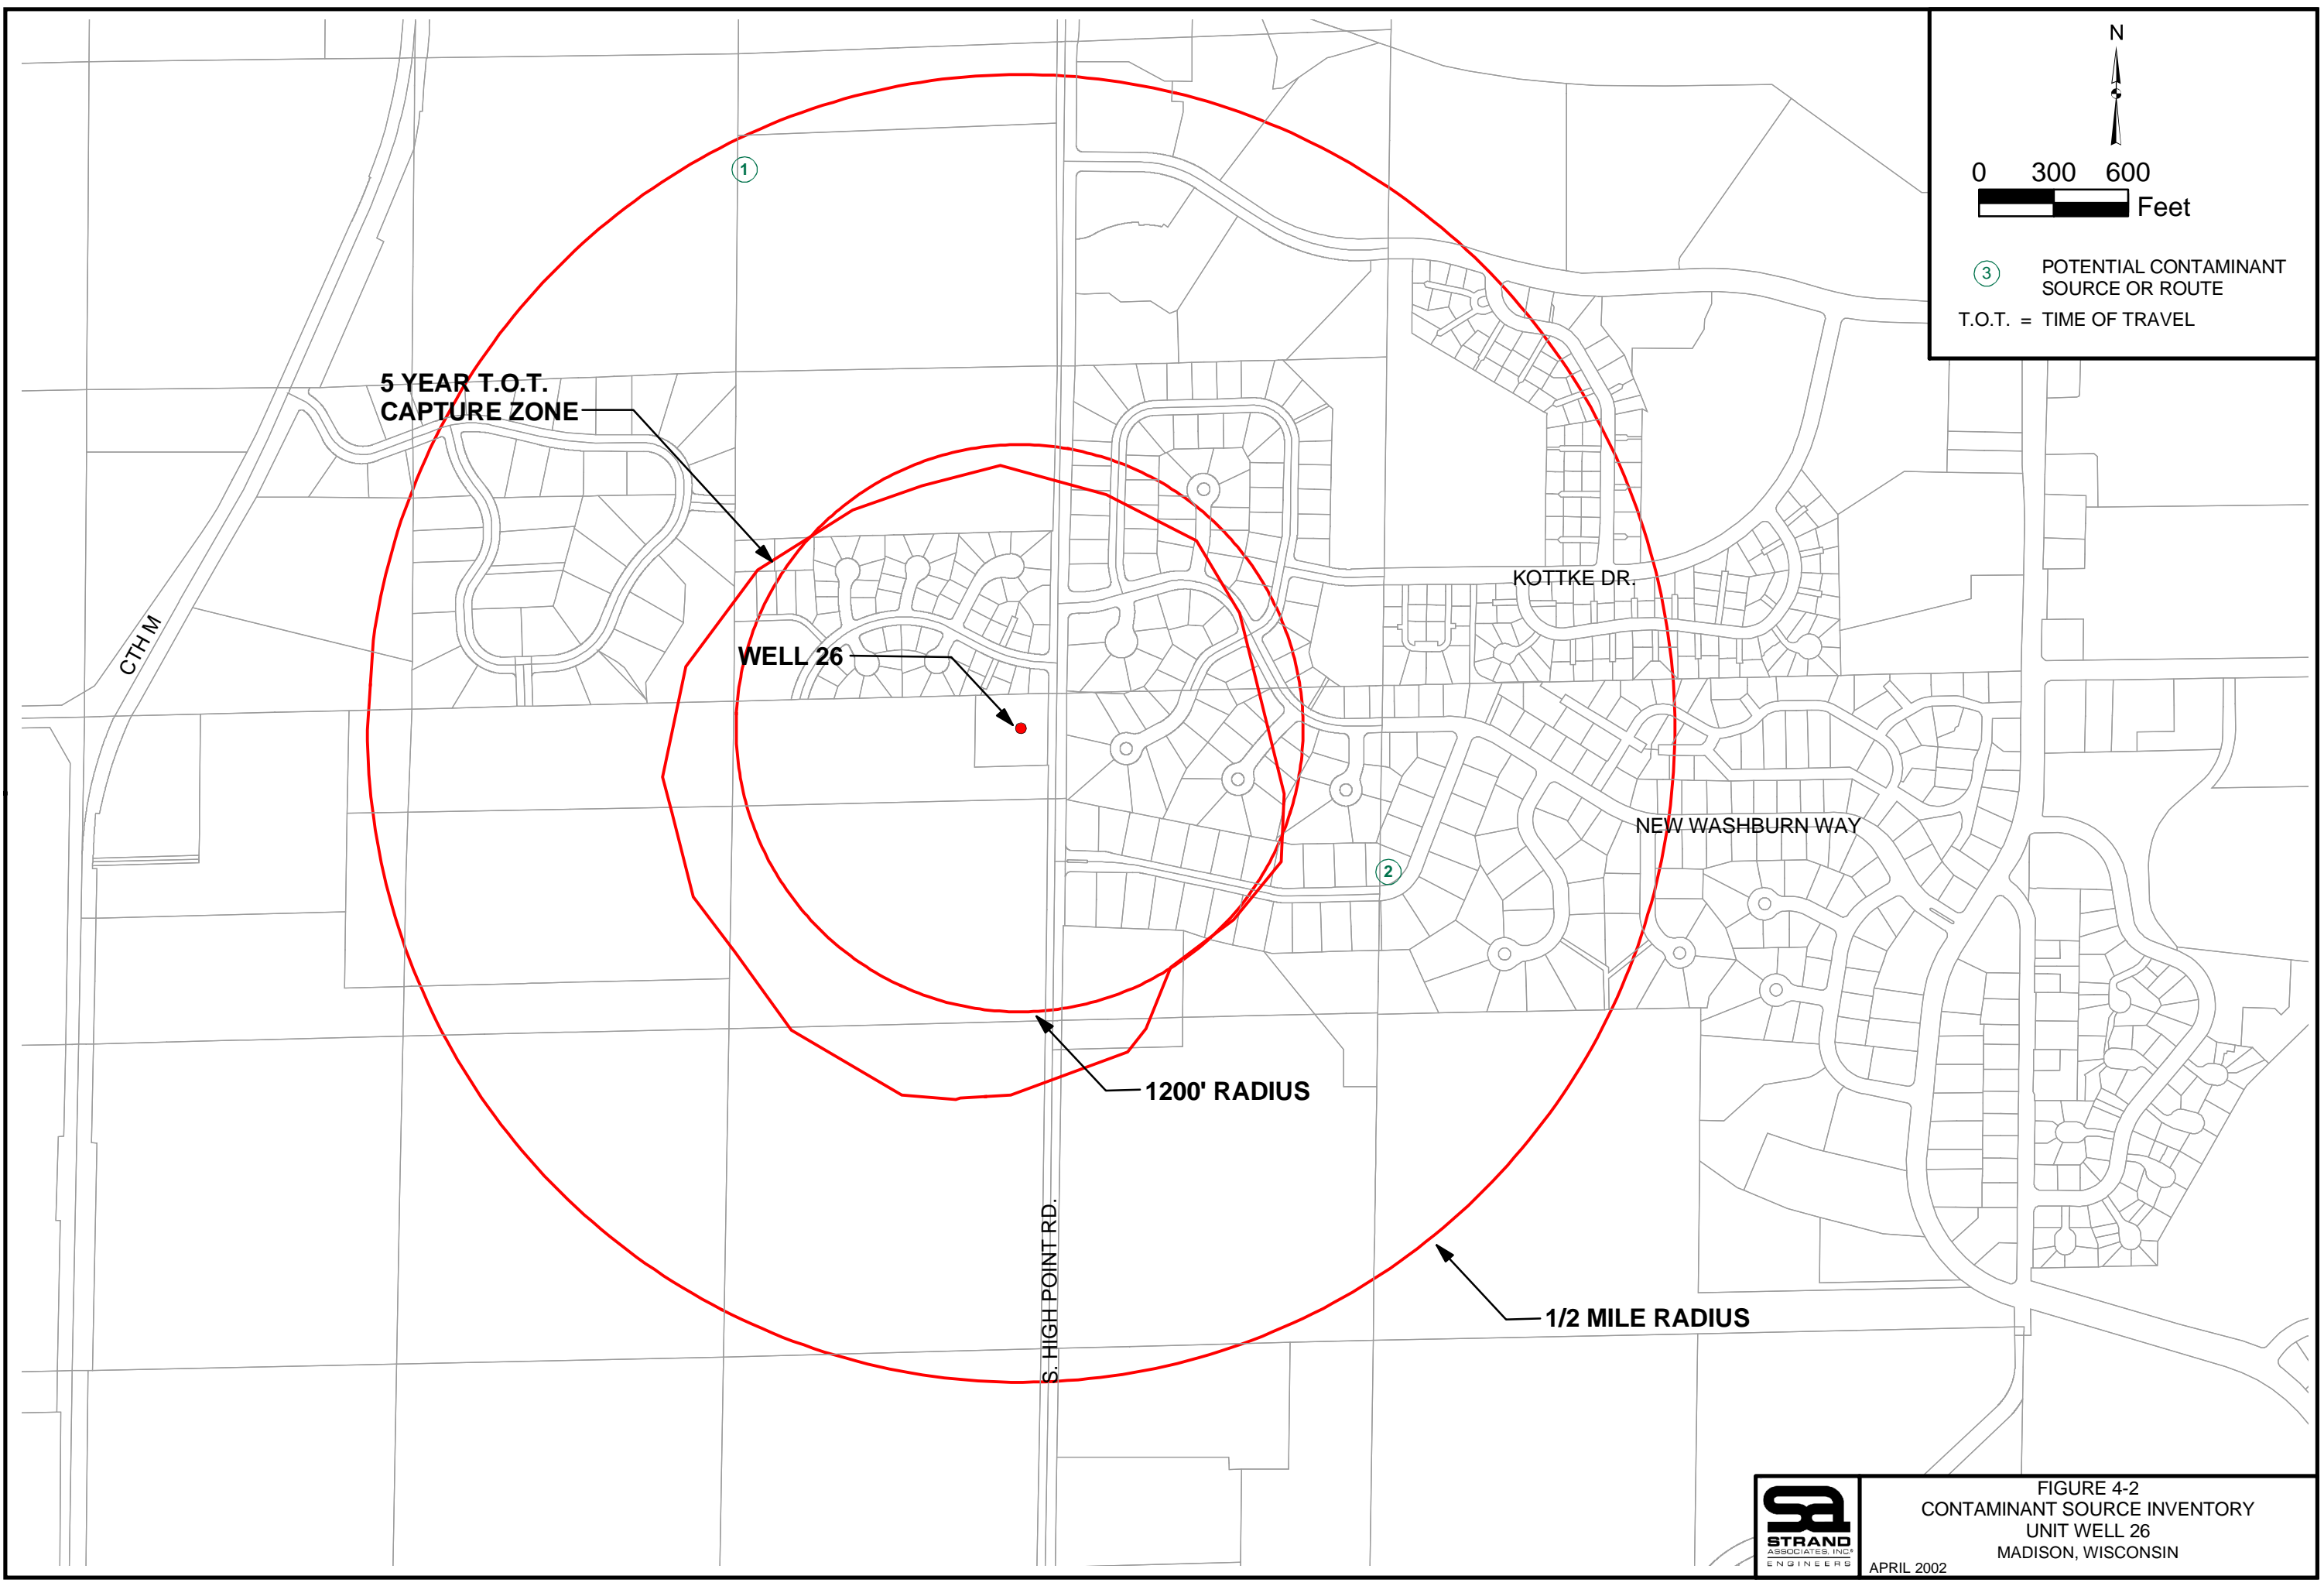 N
0 300 600
Feet
3 POTENTIAL CONTAMINANT
SOURCE OR ROUTE
T.O.T. = TIME OF TRAVEL
1
5 YEAR T.O.T.
CAPTURE ZONE
KOTTKE DR.
CTH M
WELL 26
NEW WASHBURN WAY
2
1200' RADIUS
S. HIGH POINT RD.
1/2 MILE RADIUS
sa
STRAND
ASSOCIATES, INC®
ENGINEERS
FIGURE 4-2
CONTAMINANT SOURCE INVENTORY
UNIT WELL 26
MADISON, WISCONSIN
APRIL 2002